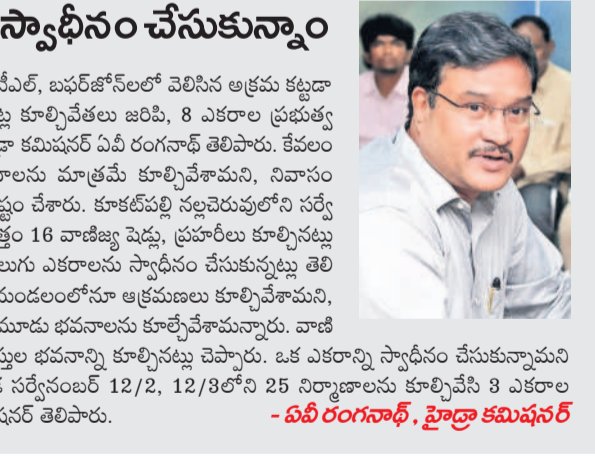 స్వాధీనం చేసుకున్నాం
టీఎల్, బఫర్‌జోన్‌లలో వెలిసిన అక్రమ కట్టడా
ట్ల కూల్చివేతలు జరిపి, 8 ఎకరాల ప్రభుత్వ
డ్రా కమిషనర్ ఏవీ రంగనాథ్ తెలిపారు. కేవలం
రాలను మాత్రమే కూల్చివేశామని, నివాసం
ష్టం చేశారు. కూకట్‌పల్లి నల్లచెరువులోని సర్వే
త్తం 16 వాణిజ్య షెడ్లు, ప్రహరీలు కూల్చినట్లు
లుగు ఎకరాలను స్వాధీనం చేసుకున్నట్లు తెలి
మండలంలోనూ ఆక్రమణలు కూల్చివేశామని,
మూడు భవనాలను కూల్చేవేశామన్నారు. వాణి
స్తుల భవనాన్ని కూల్చినట్లు చెప్పారు. ఒక ఎకరాన్ని స్వాధీనం చేసుకున్నామని
సర్వేనంబర్ 12/2, 12/3లోని 25 నిర్మాణాలను కూల్చివేసి 3 ఎకరాల
షనర్ తెలిపారు.
- ఏవీ రంగనాథ్, హైడ్రా కమిషనర్